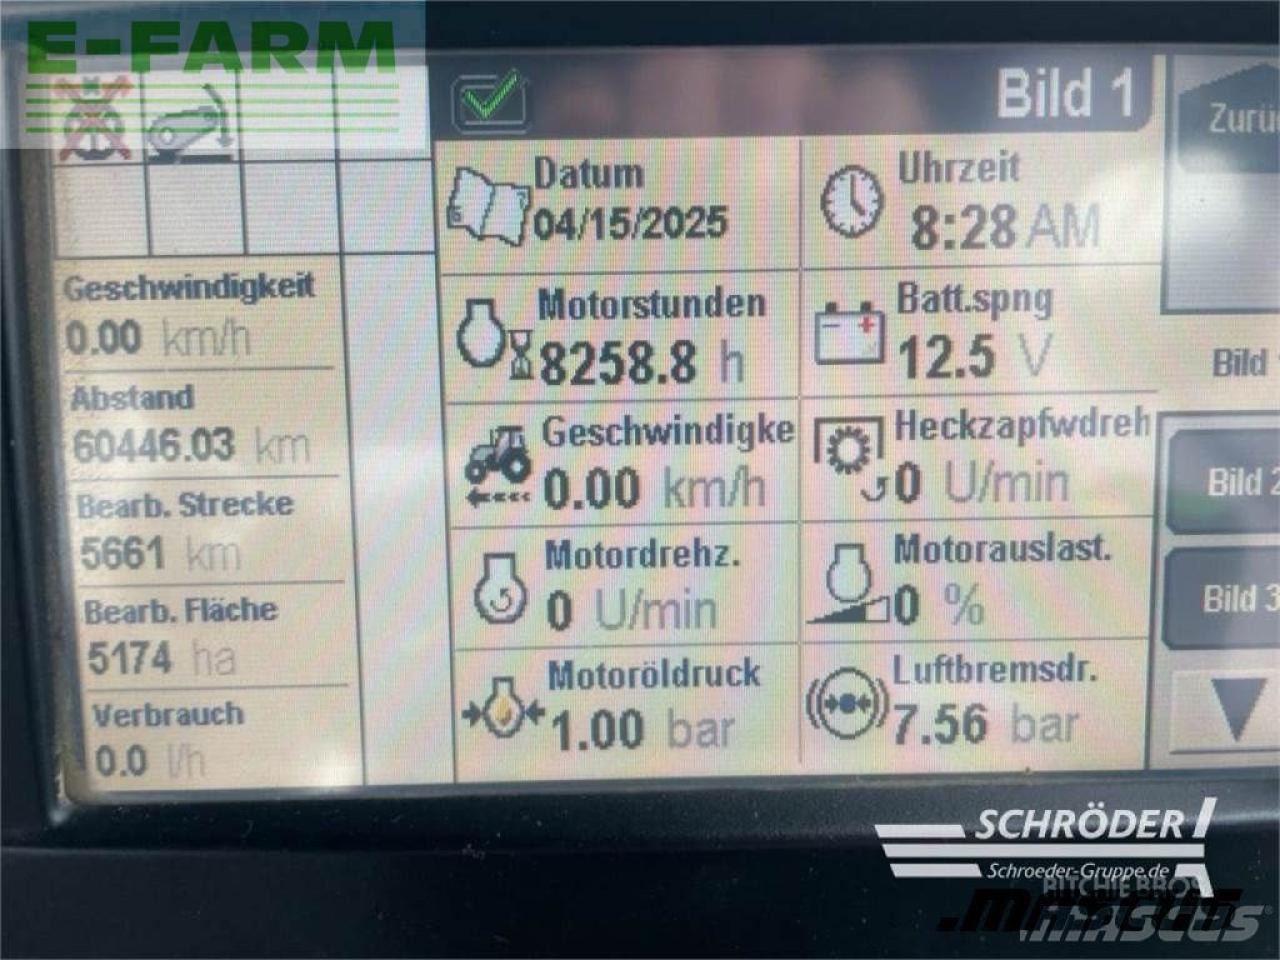 E-FARM
Bild 1
Zurü
Datum
04/15/2025
Uhrzeit
8:28 AM
Geschwindigkeit
0.00 km/h
Motorstunden
8258.8 h
Batt.spng
12.5 V
Abstand
60446.03 km
Bild
Geschwindigke
0.00 km/h
Heckzapfwdreh
0 U/min
Bearb. Strecke
5661 km
Bild 2
Motordrehz.
0 U/min
Motorauslast.
0 %
Bearb. Fläche
5174 ha
Bild 3
Motoröldruck
1.00 bar
Luftbremsdr.
7.56 bar
Verbrauch
0.0 l/h
SCHRÖDER
Schroeder-Gruppe.de
RITCHIE BROS
mascus